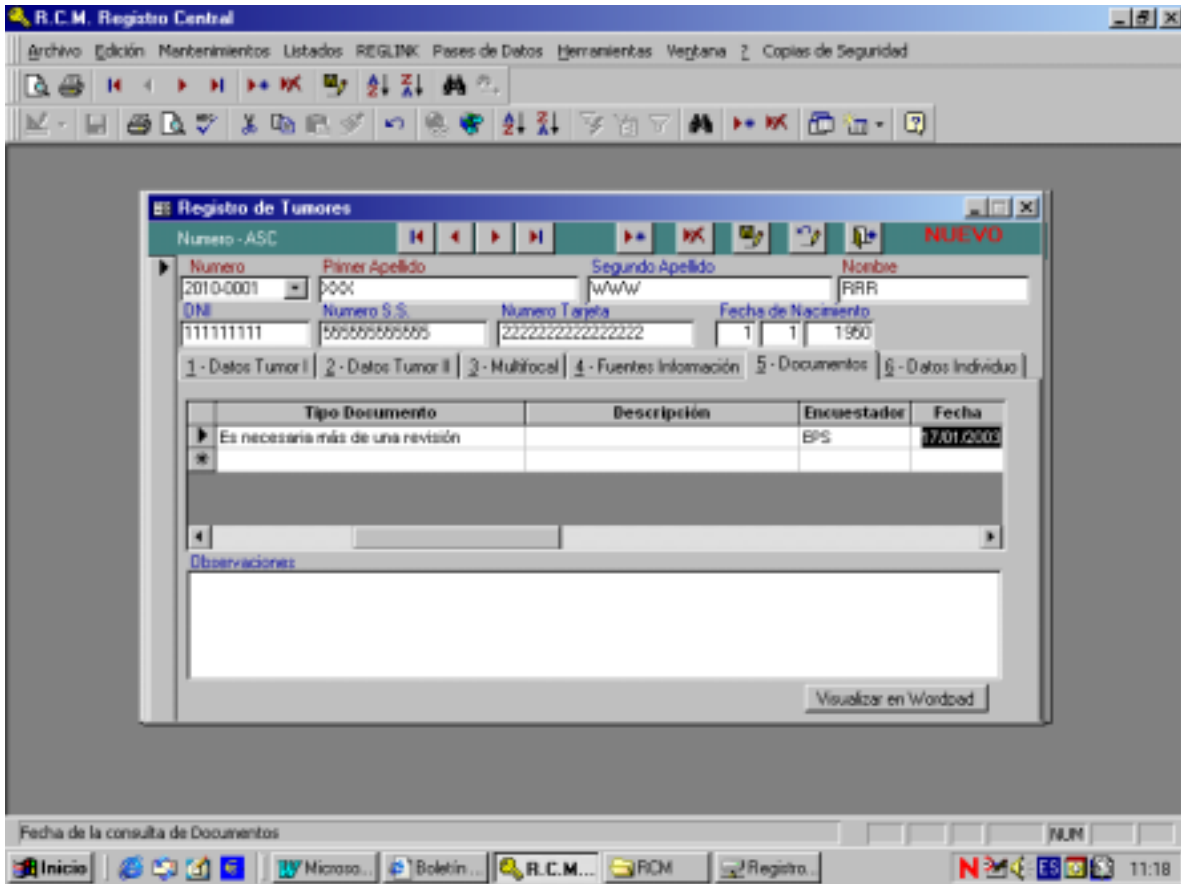 R.C.M. Registro Central
Archivo Edición Mantenimientos Listados REGLINK Pases de Datos Herramientas Ventana ? Copias de Seguridad
Registro de Tumores
Numero - ASC NUEVO
Numero Primer Apellido Segundo Apellido Nombre
2010-0001 XXX WWW RRR
DNI Numero S.S. Numero Tarjeta Fecha de Nacimiento
111111111 555555555555 2222222222222222 1 1 1950
1 - Datos Tumor I 2 - Datos Tumor II 3 - Multifocal 4 - Fuentes Información 5 - Documentos 6 - Datos Individuo
Tipo Documento Descripción Encuestador Fecha
Es necesaria más de una revisión EPS 17/01/2003
Observaciones
Visualizar en Wordpad
Fecha de la consulta de Documentos NUM
Inicio Microso... Boletín ... R.C.M... RCM Registro... N ES 11:18